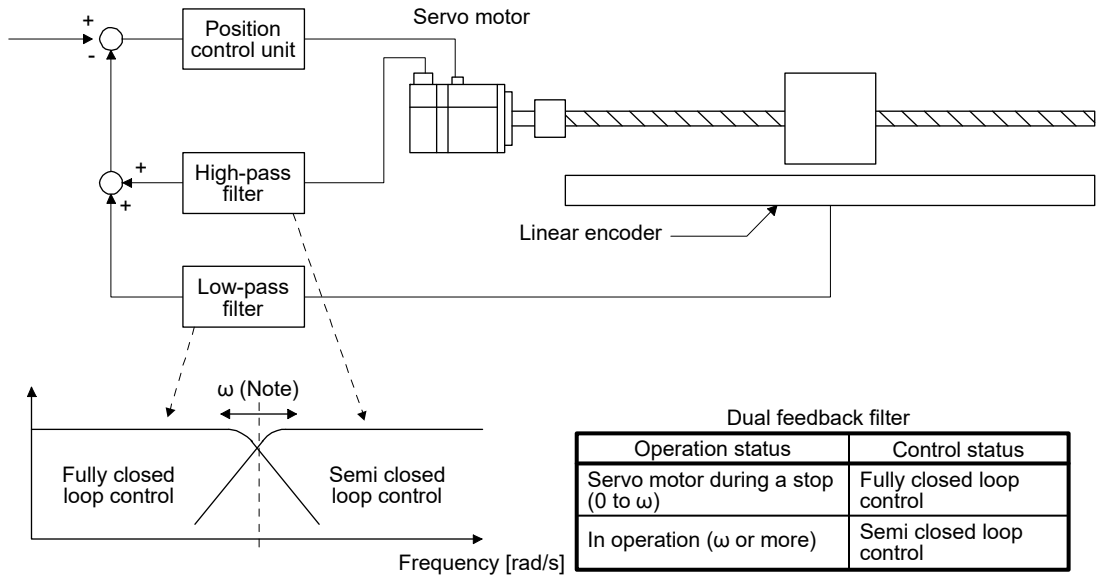 Servo motor
+
-
Position
control unit
+
+
High-pass
filter
Linear encoder
Low-pass
filter
ω (Note)
Fully closed
loop control
Semi closed
loop control
Frequency [rad/s]
Dual feedback filter
Operation status
Control status
Servo motor during a stop
(0 to ω)
Fully closed loop
control
In operation (ω or more)
Semi closed loop
control